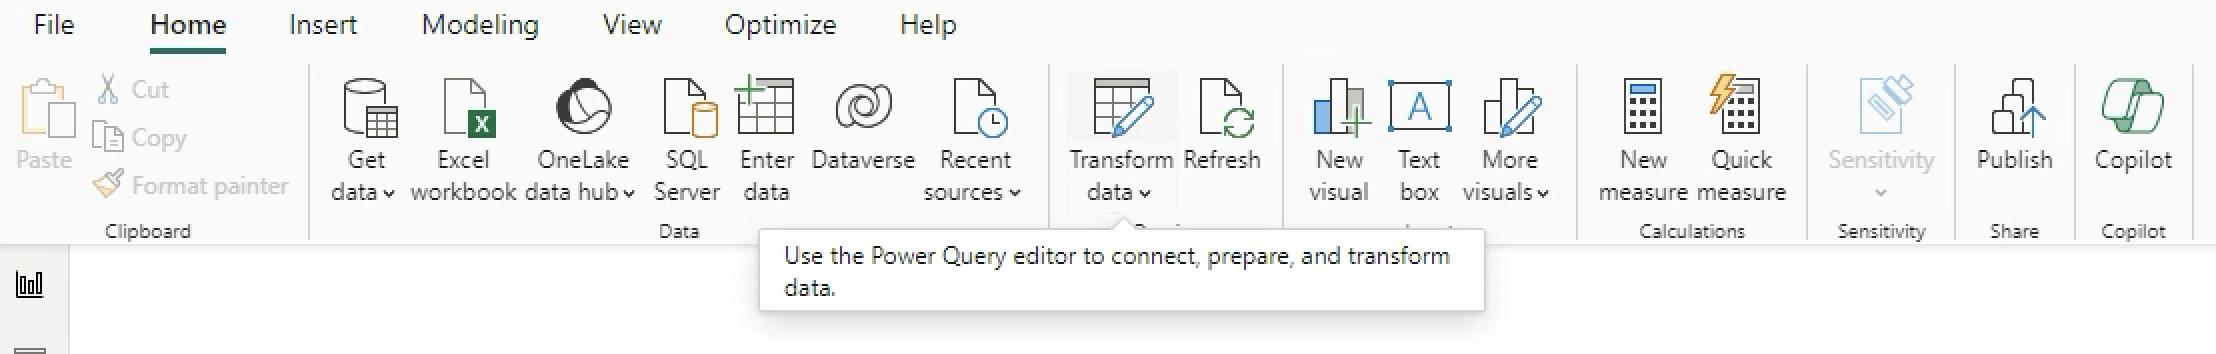 File Home Insert Modeling View Optimize Help
Paste
Cut
Copy
Format painter
Clipboard
Get
data
Excel
workbook
OneLake
data hub
SQL
Server
Enter
data
Dataverse
Recent
sources
Data
Transform
data
Refresh
New
visual
Text
box
More
visuals
New
measure
Quick
measure
Calculations
Sensitivity
Sensitivity
Publish
Share
Copilot
Copilot
Use the Power Query editor to connect, prepare, and transform
data.
X
A